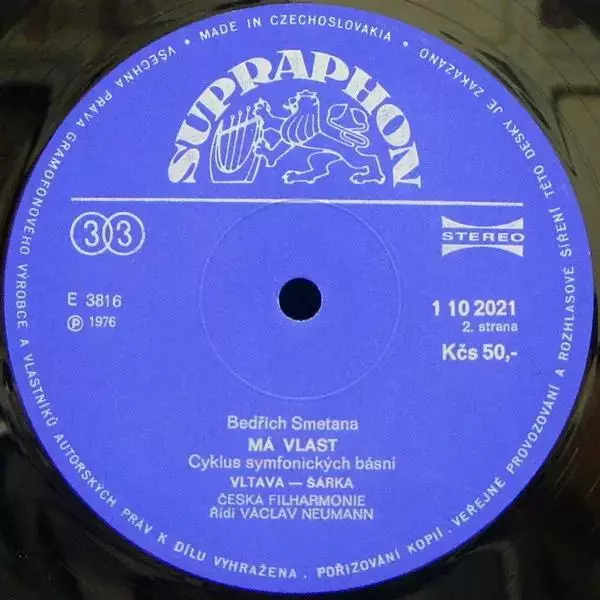 • MADE IN CZECHOSLOVAKIA •
VŠECHNA PRÁVA GRAMOFONOVÉHO VÝROBCE A VLASTNÍKŮ AUTORSKÝCH PRÁV K DÍLU VYHRAŽENA. POŘIZOVÁNÍ KOPIÍ, VEŘEJNÉ PROVOZOVÁNÍ A ROZHLASOVÉ ŠÍŘENÍ TÉTO DESKY JE ZAKÁZÁNO
SUPRAPHON
33
STEREO
E 3816
℗ 1976
1 10 2021
2. strana
Kčs 50,-
Bedřich Smetana
MÁ VLAST
Cyklus symfonických básní
VLTAVA — ŠÁRKA
ČESKÁ FILHARMONIE
Řídí VÁCLAV NEUMANN